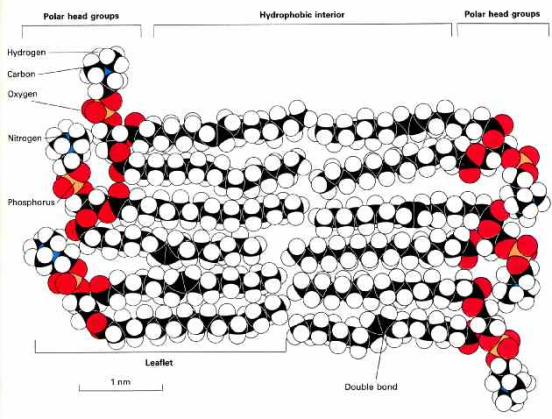 Polar head groups
Hydrophobic interior
Polar head groups
Hydrogen
Carbon
Oxygen
Nitrogen
Phosphorus
Leaflet
1 nm
Double bond